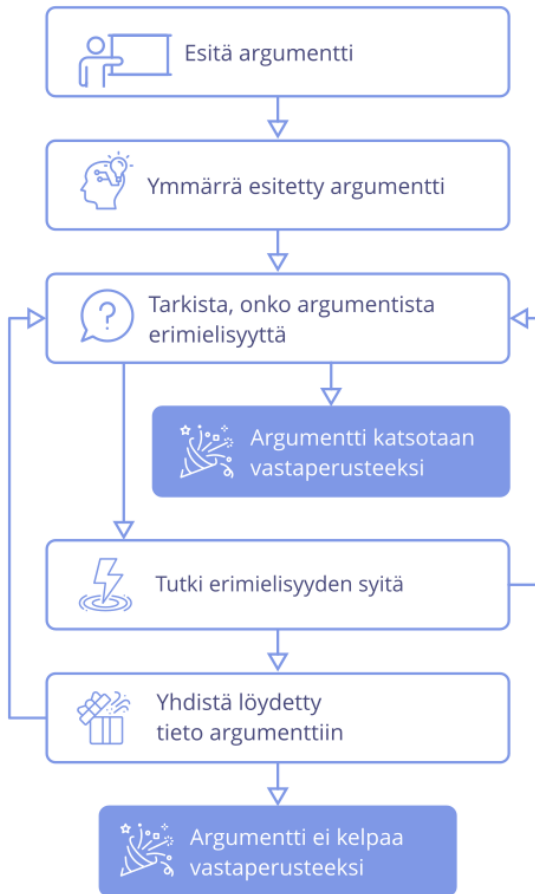 Esitä argumentti
Ymmärrä esitetty argumentti
Tarkista, onko argumentista
erimielisyyttä
Argumentti katsotaan
vastaperusteeksi
Tutki erimielisyyden syitä
Yhdistä löydetty
tieto argumenttiin
Argumentti ei kelpaa
vastaperusteeksi